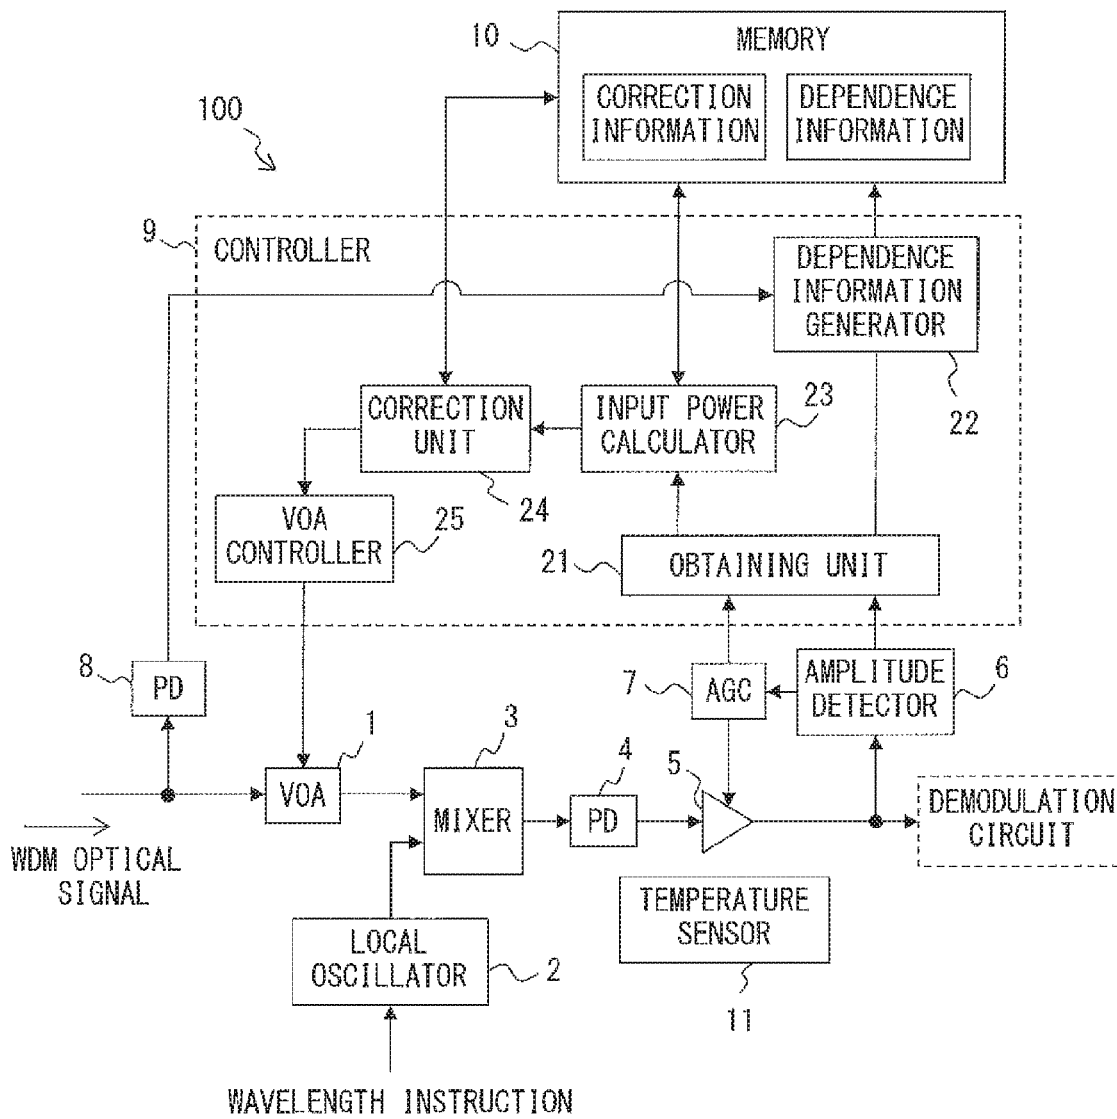 10
MEMORY
CORRECTION
INFORMATION
DEPENDENCE
INFORMATION
100
9
CONTROLLER
DEPENDENCE
INFORMATION
GENERATOR
22
CORRECTION
UNIT
24
INPUT POWER
CALCULATOR
23
VOA
CONTROLLER
25
21
OBTAINING UNIT
8
PD
7
AGC
AMPLITUDE
DETECTOR
6
1
VOA
3
MIXER
4
PD
5
DEMODULATION
CIRCUIT
WDM OPTICAL
SIGNAL
LOCAL
OSCILLATOR
2
TEMPERATURE
SENSOR
11
WAVELENGTH INSTRUCTION